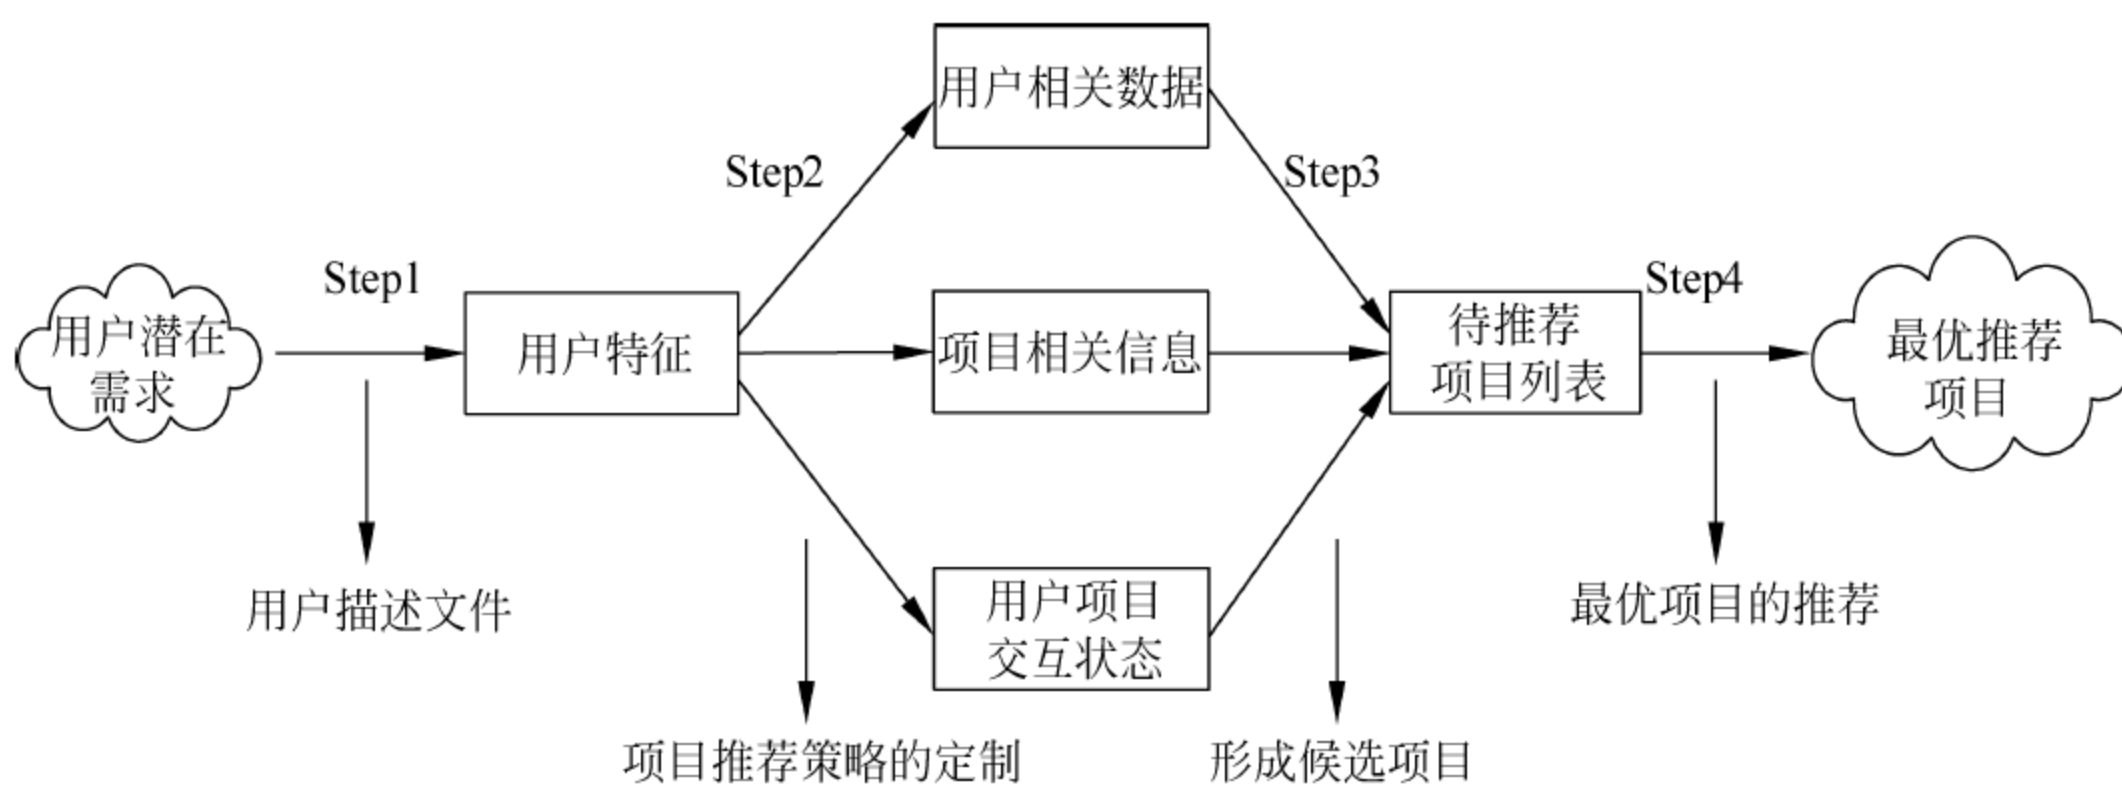 用户相关数据
Step2
Step3
Step1
Step4
用户潜在
需求
用户特征
项目相关信息
待推荐
项目列表
最优推荐
项目
用户项目
交互状态
用户描述文件
最优项目的推荐
项目推荐策略的定制
形成候选项目